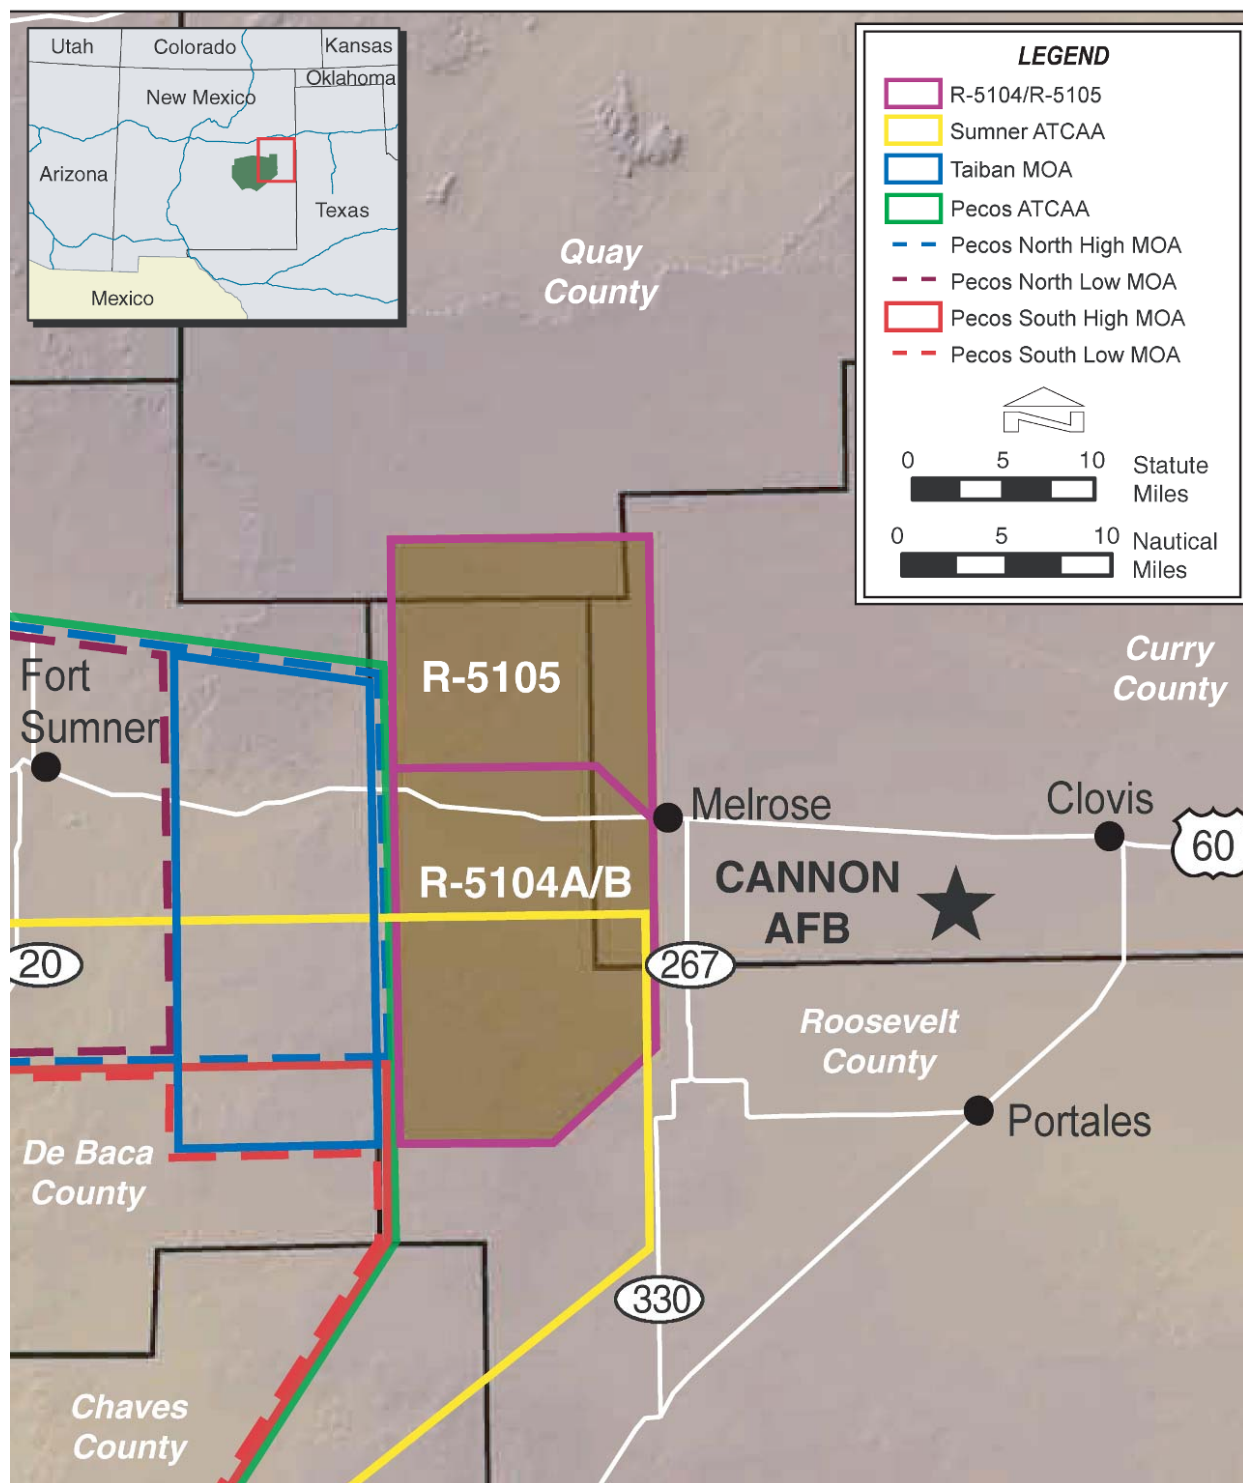 Utah
Colorado
Kansas
Oklahoma
New Mexico
Arizona
Texas
Mexico
LEGEND
R-5104/R-5105
Sumner ATCAA
Taiban MOA
Pecos ATCAA
Pecos North High MOA
Pecos North Low MOA
Pecos South High MOA
Pecos South Low MOA
N
0 5 10
Statute
Miles
0 5 10
Nautical
Miles
Quay
County
Curry
County
Fort
Sumner
R-5105
Melrose
Clovis
60
R-5104A/B
CANNON
AFB
20
267
Roosevelt
County
Portales
De Baca
County
330
Chaves
County